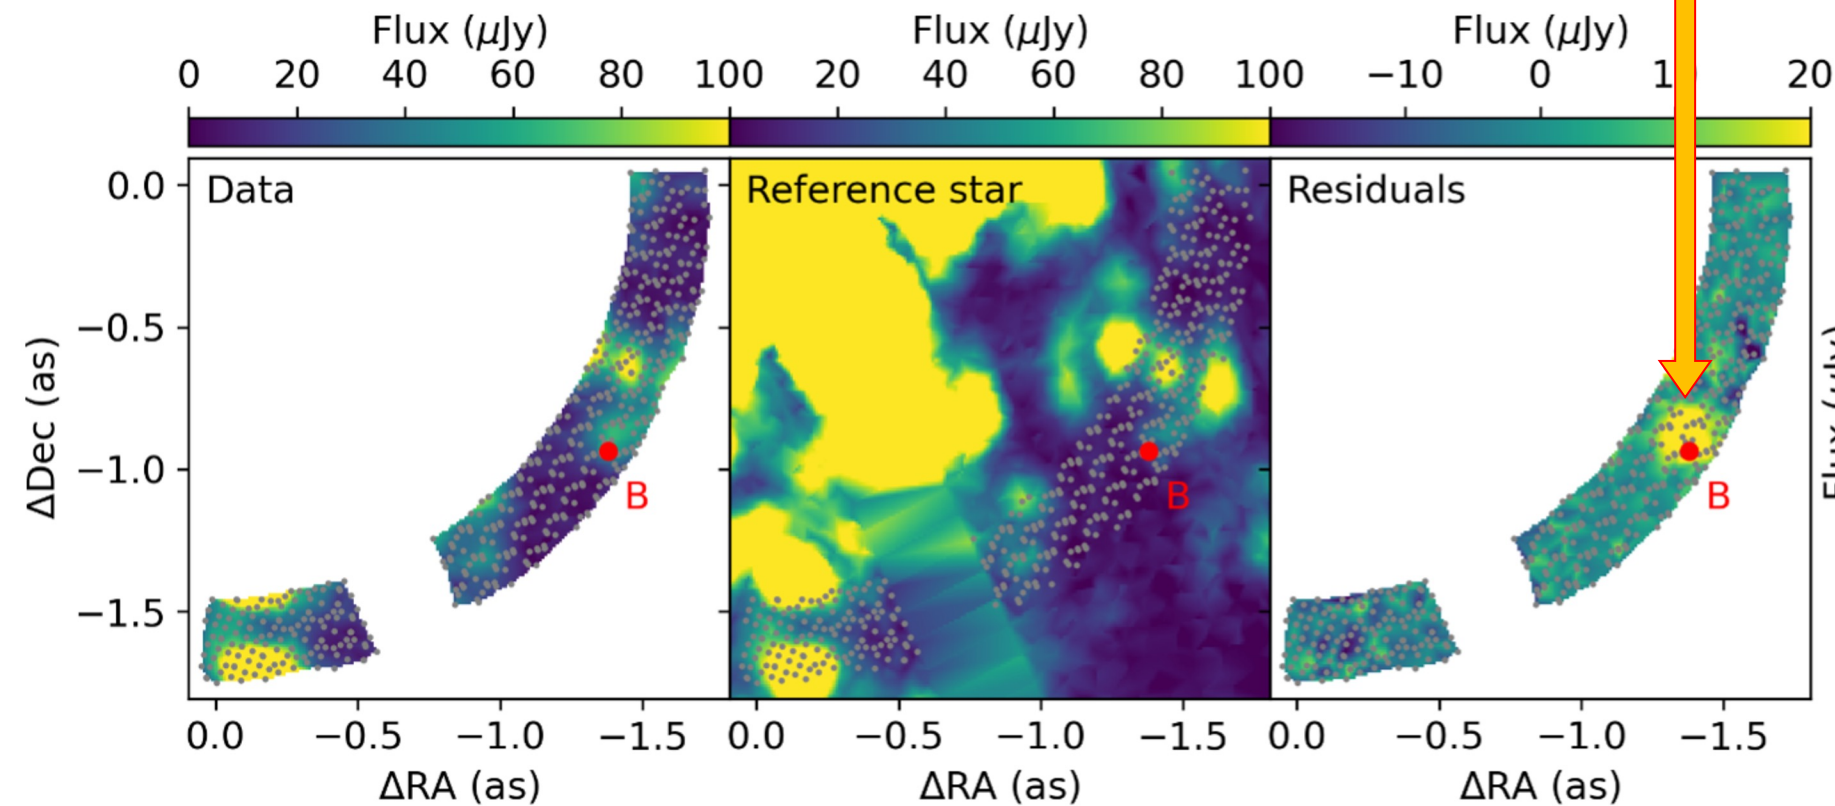 Flux (μJy) Flux (μJy) Flux (μJy)
0 20 40 60 80 100 20 40 60 80 100 −10 0 20
Data Reference star Residuals
0.0
−0.5
−1.0
−1.5
ΔDec (as)
B B B
0.0 −0.5 −1.0 −1.5 0.0 −0.5 −1.0 −1.5 0.0 −0.5 −1.0 −1.5
ΔRA (as) ΔRA (as) ΔRA (as)